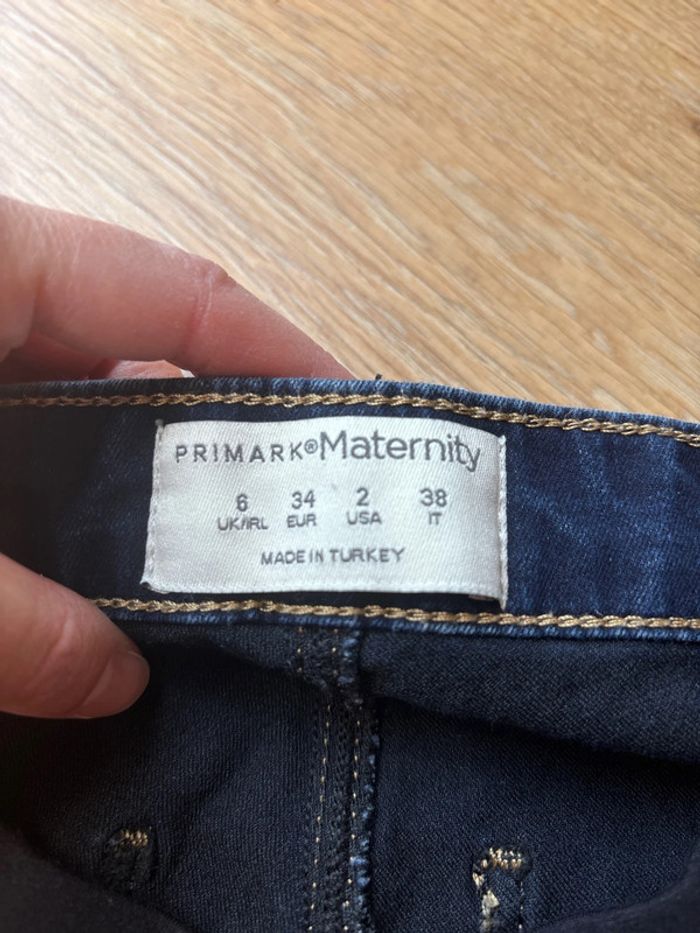 PRIMARK® Maternity
6 34 2 38
UK/IRL EUR USA IT
MADE IN TURKEY